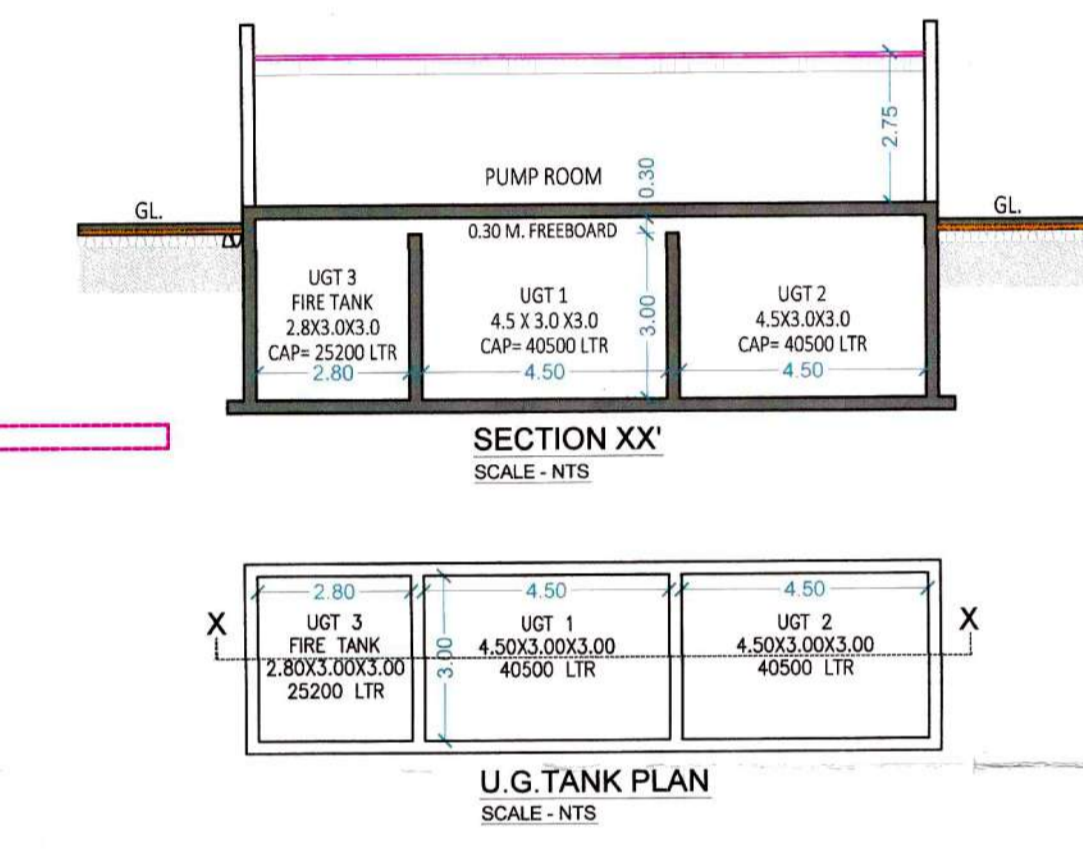 2.75
PUMP ROOM
0.30
GL.
GL.
0.30 M. FREEBOARD
UGT 3
FIRE TANK
2.8X3.0X3.0
CAP= 25200 LTR
2.80
UGT 1
4.5 X 3.0 X3.0
CAP= 40500 LTR
4.50
3.00
UGT 2
4.5X3.0X3.0
CAP= 40500 LTR
4.50
SECTION XX'
SCALE - NTS
X
2.80
UGT 3
FIRE TANK
2.80X3.00X3.00
25200 LTR
3.00
4.50
UGT 1
4.50X3.00X3.00
40500 LTR
4.50
UGT 2
4.50X3.00X3.00
40500 LTR
X
U.G.TANK PLAN
SCALE - NTS